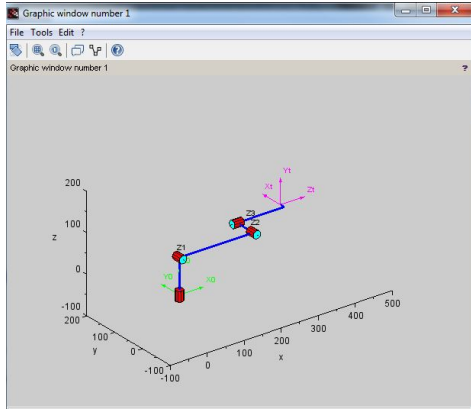 Graphic window number 1
File Tools Edit ?
Graphic window number 1 ?
Yt
Xt Zt
200
Z3
Z2
100
Z1
z
0
Y0 X0
-100
200
100
y
0
-100
-100
0
100
200
x
300
400
500